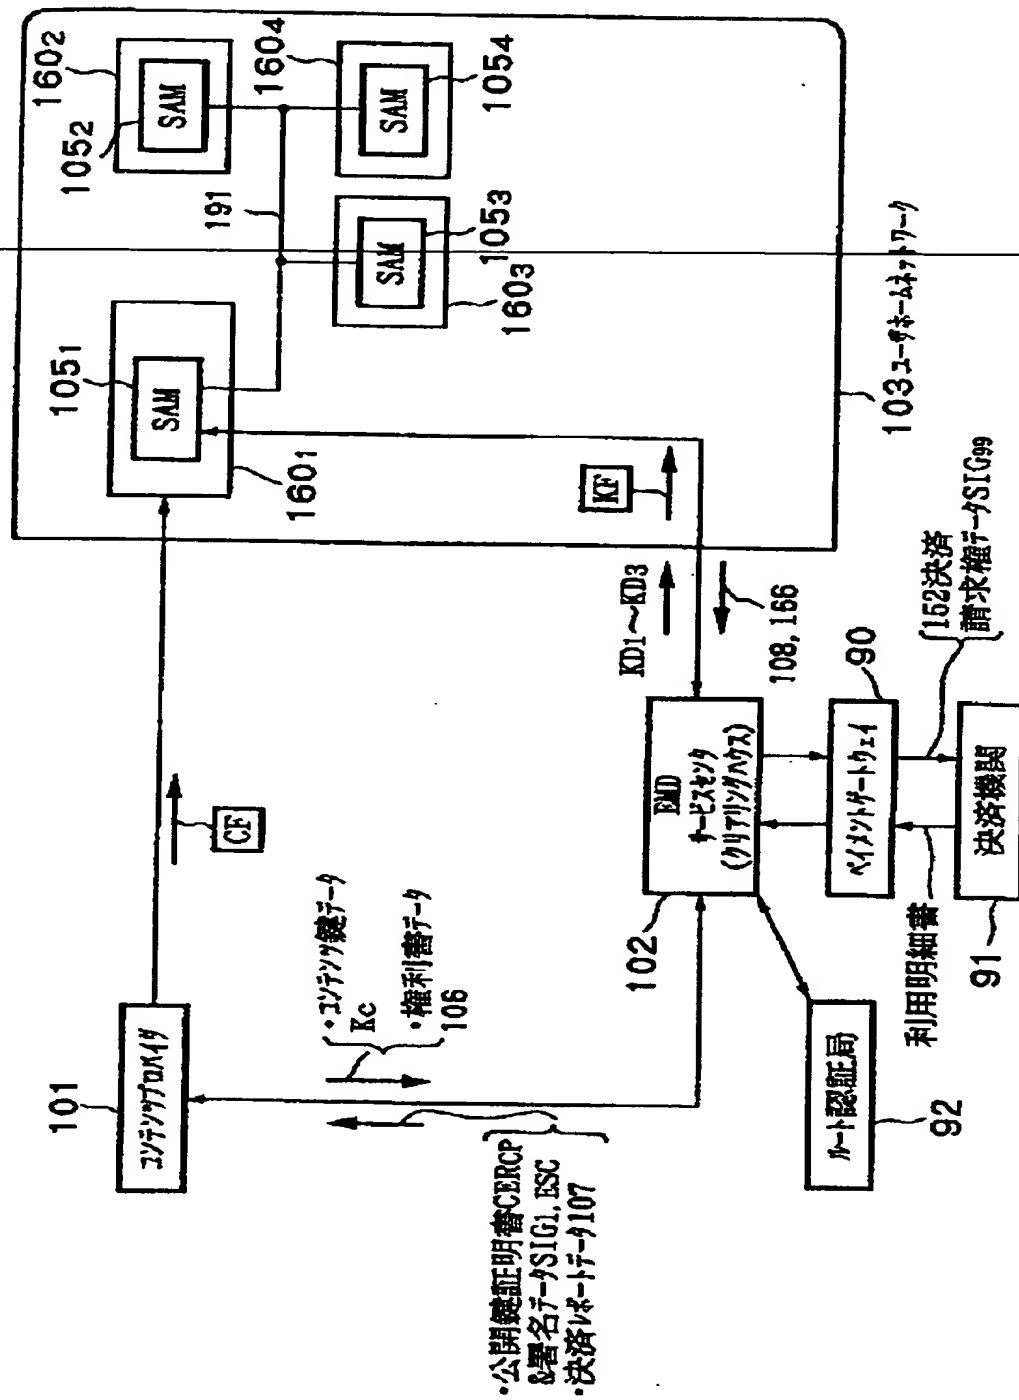 101
コンテンツプロバイダ
CF
・コンテンツ鍵データ
Kc
・権利書データ
106
・公開鍵証明書CERCP
&署名データSIG1,ESC
・決済レポートデータ107
1051
SAM
1601
1602
1052
SAM
191
1604
SAM
1054
SAM
1053
1603
KF
103ユーザホームネットワーク
KD1~KD3
108,166
102
EMD
サービスセンタ
(クリアリングハウス)
90
ペイメントゲートウェイ
152決済
請求権データSIG99
利用明細書
決済機関
91
ルート認証局
92